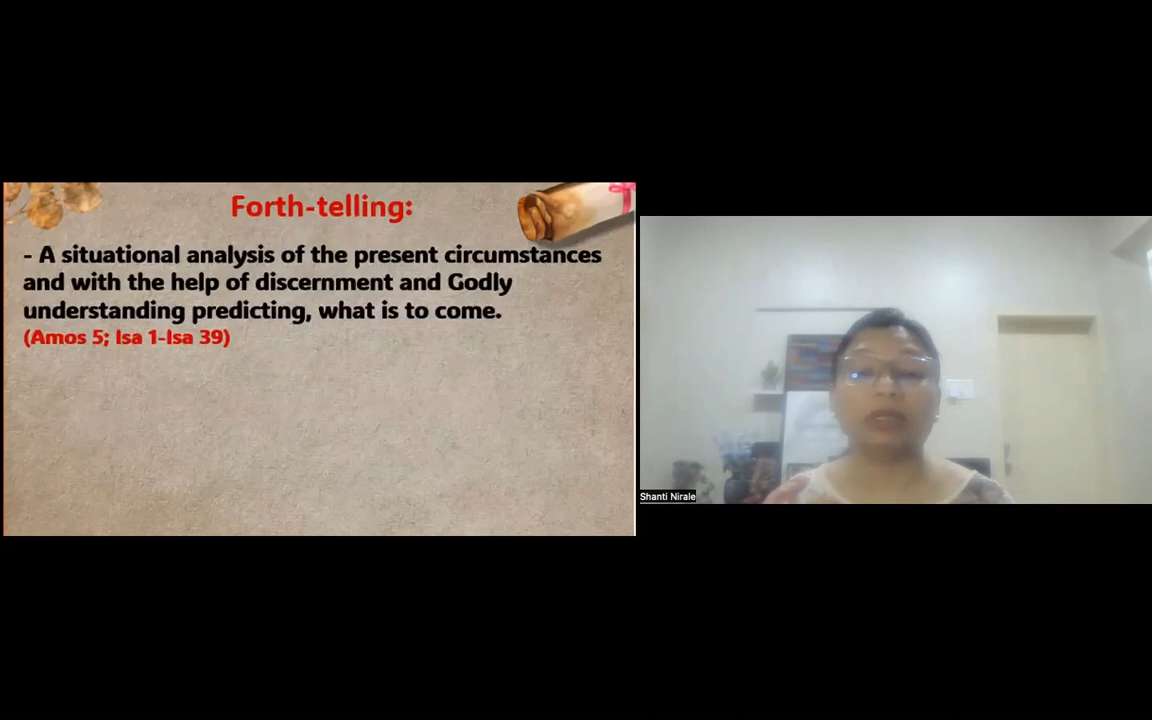 Forth-telling:
- A situational analysis of the present circumstances
and with the help of discernment and Godly
understanding predicting, what is to come.
(Amos 5; Isa 1-Isa 39)
Shanti Nirale